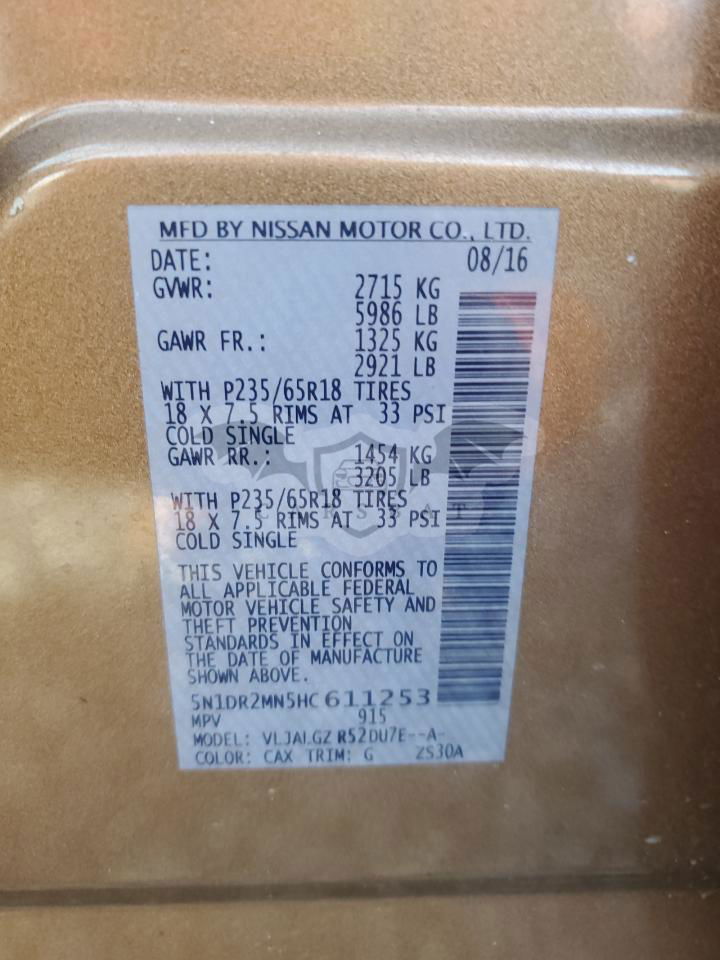 MFD BY NISSAN MOTOR CO., LTD.
DATE: 08/16
GVWR: 2715 KG
5986 LB
GAWR FR.: 1325 KG
2921 LB
WITH P235/65R18 TIRES
18 X 7.5 RIMS AT 33 PSI
COLD SINGLE
GAWR RR.: 1454 KG
3205 LB
WITH P235/65R18 TIRES
18 X 7.5 RIMS AT 33 PSI
COLD SINGLE
THIS VEHICLE CONFORMS TO
ALL APPLICABLE FEDERAL
MOTOR VEHICLE SAFETY AND
THEFT PREVENTION
STANDARDS IN EFFECT ON
THE DATE OF MANUFACTURE
SHOWN ABOVE.
5N1DR2MN5HC611253
MPV 915
MODEL: VLJALGZ R52DU7E--A-
COLOR: CAX TRIM: G ZS30A